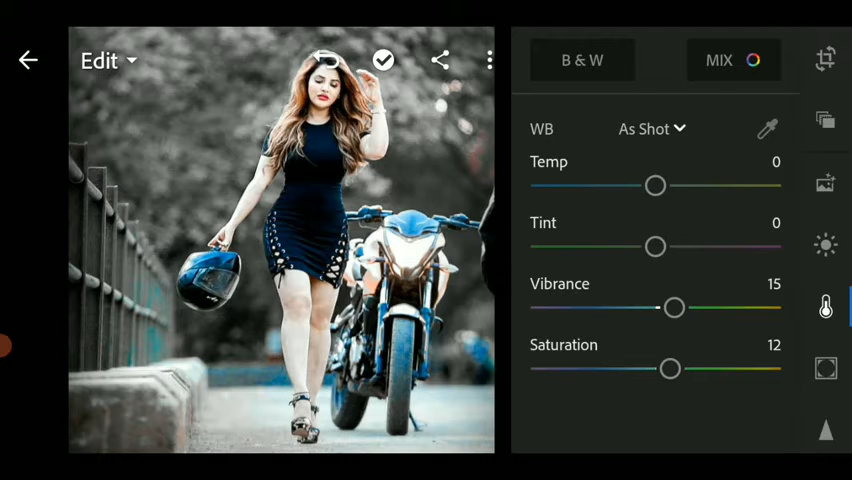 Edit
B & W
MIX
WB
As Shot
Temp
0
Tint
0
Vibrance
15
Saturation
12